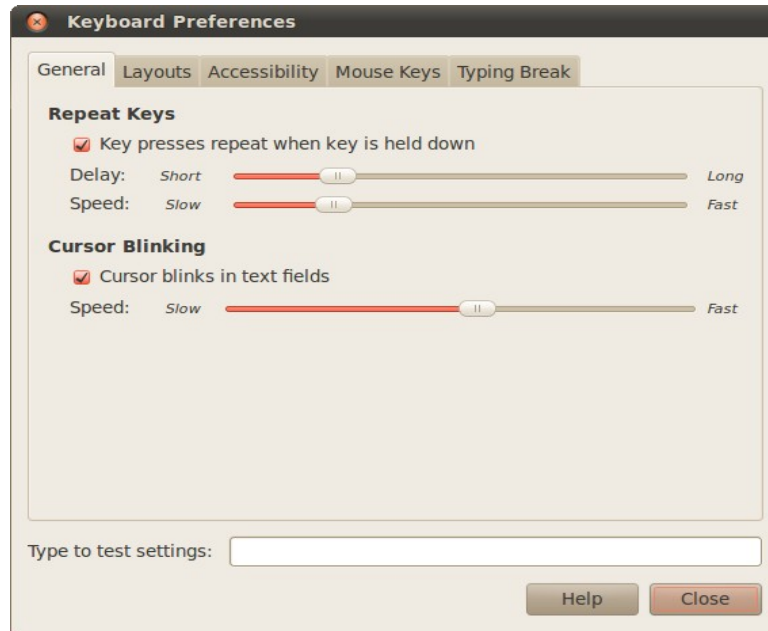 Keyboard Preferences
General Layouts Accessibility Mouse Keys Typing Break
Repeat Keys
Key presses repeat when key is held down
Delay: Short Long
Speed: Slow Fast
Cursor Blinking
Cursor blinks in text fields
Speed: Slow Fast
Type to test settings:
Help Close